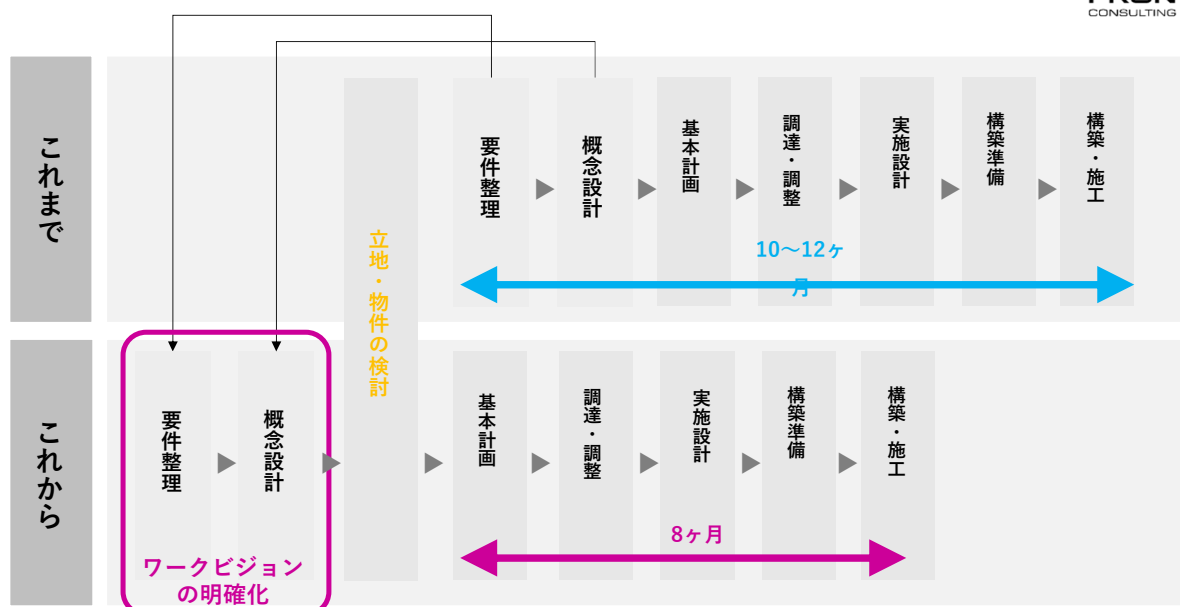 CONSULTING
これまで
立地・物件の検討
要件整理
概念設計
基本計画
調達・調整
実施設計
構築準備
構築・施工
10〜12ヶ
月
これから
要件整理
概念設計
ワークビジョン
の明確化
基本計画
調達・調整
実施設計
構築準備
構築・施工
8ヶ月